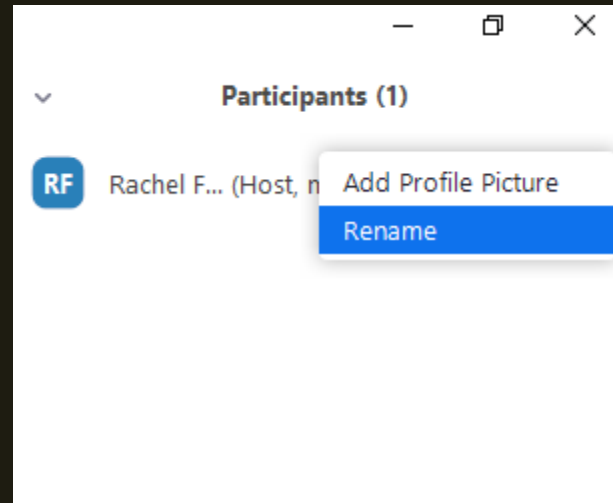 Participants (1)
RF Rachel F... (Host, m
Add Profile Picture
Rename